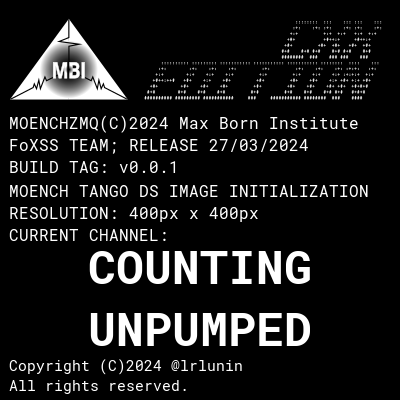 MBI
EDITION
MOENCHZMQ(C)2024 Max Born Institute
FoXSS TEAM; RELEASE 27/03/2024
BUILD TAG: v0.0.1
MOENCH TANGO DS IMAGE INITIALIZATION
RESOLUTION: 400px x 400px
CURRENT CHANNEL:
COUNTING
UNPUMPED
Copyright (C)2024 @lrlunin
All rights reserved.